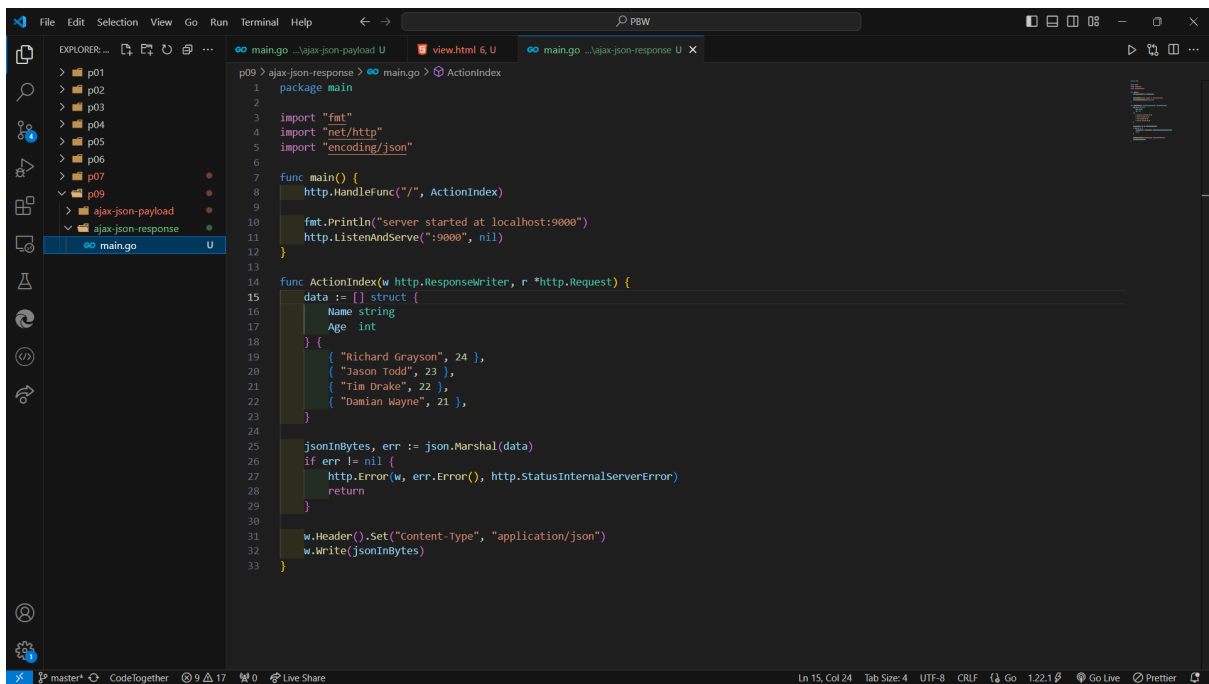 File Edit Selection View Go Run Terminal Help
PBW
EXPLORER: ...
p01
p02
p03
p04
p05
p06
p07
p09
ajax-json-payload
ajax-json-response
main.go U
main.go ...\ajax-json-payload U
view.html 6, U
main.go ...\ajax-json-response U
p09 > ajax-json-response > main.go > ActionIndex
1 package main
2
3 import "fmt"
4 import "net/http"
5 import "encoding/json"
6
7 func main() {
8 http.HandleFunc("/", ActionIndex)
9
10 fmt.Println("server started at localhost:9000")
11 http.ListenAndServe(":9000", nil)
12 }
13
14 func ActionIndex(w http.ResponseWriter, r *http.Request) {
15 data := [] struct {
16 Name string
17 Age int
18 } {
19 { "Richard Grayson", 24 },
20 { "Jason Todd", 23 },
21 { "Tim Drake", 22 },
22 { "Damian Wayne", 21 },
23 }
24
25 jsonInBytes, err := json.Marshal(data)
26 if err != nil {
27 http.Error(w, err.Error(), http.StatusInternalServerError)
28 return
29 }
30
31 w.Header().Set("Content-Type", "application/json")
32 w.Write(jsonInBytes)
33 }
4
1
master* CodeTogether 9 17 0 Live Share Ln 15, Col 24 Tab Size: 4 UTF-8 CRLF Go 1.22.1 Go Live Prettier